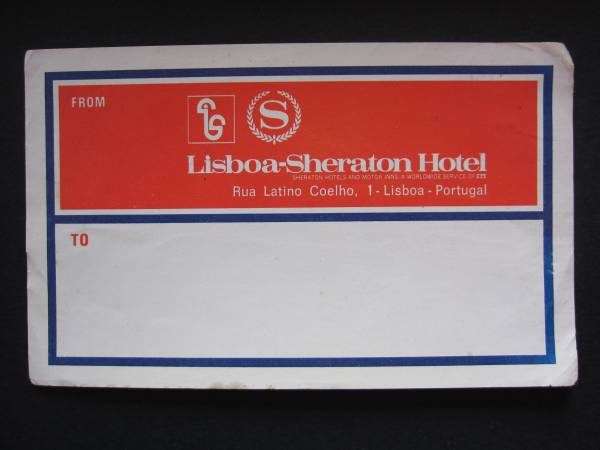 FROM
S
Lisboa-Sheraton Hotel
SHERATON HOTELS AND MOTOR INNS, A WORLDWIDE SERVICE OF ITT
Rua Latino Coelho, 1 - Lisboa - Portugal
TO